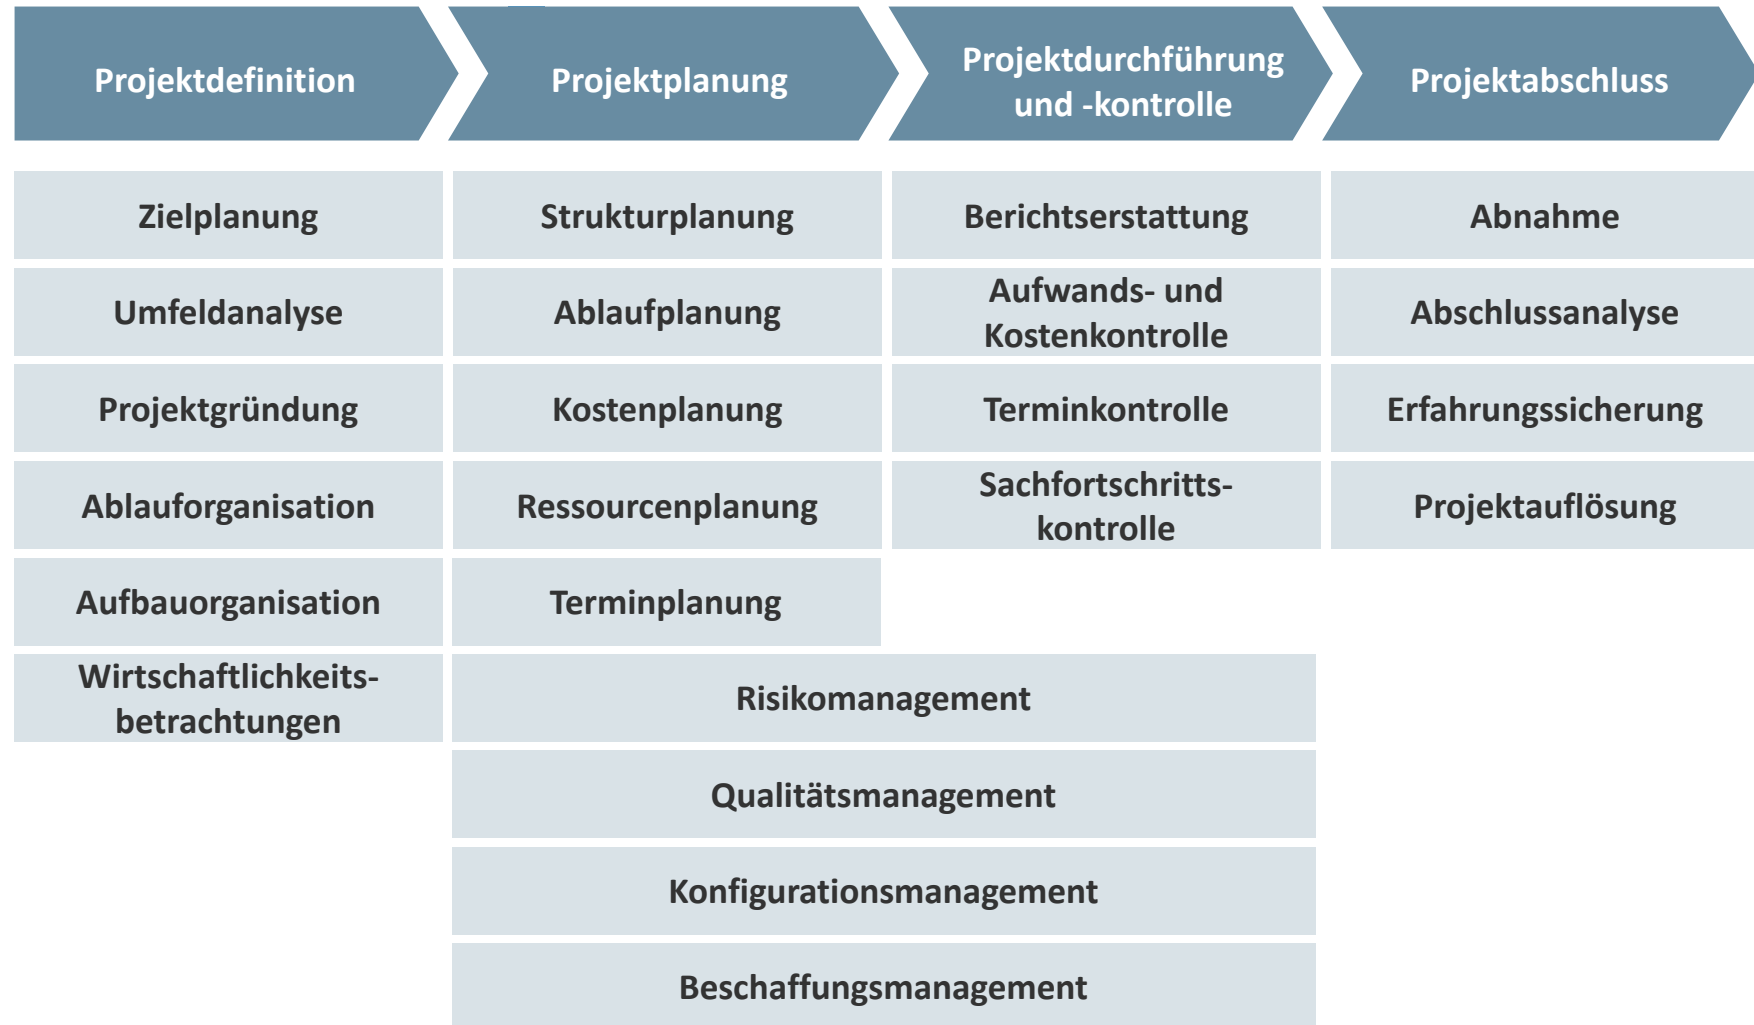 Projektdefinition
Projektplanung
Projektdurchführung
und -kontrolle
Projektabschluss
Zielplanung
Strukturplanung
Berichtserstattung
Abnahme
Umfeldanalyse
Ablaufplanung
Aufwands- und
Kostenkontrolle
Abschlussanalyse
Projektgründung
Kostenplanung
Terminkontrolle
Erfahrungssicherung
Ablauforganisation
Ressourcenplanung
Sachfortschritts-
kontrolle
Projektauflösung
Aufbauorganisation
Terminplanung
Wirtschaftlichkeits-
betrachtungen
Risikomanagement
Qualitätsmanagement
Konfigurationsmanagement
Beschaffungsmanagement